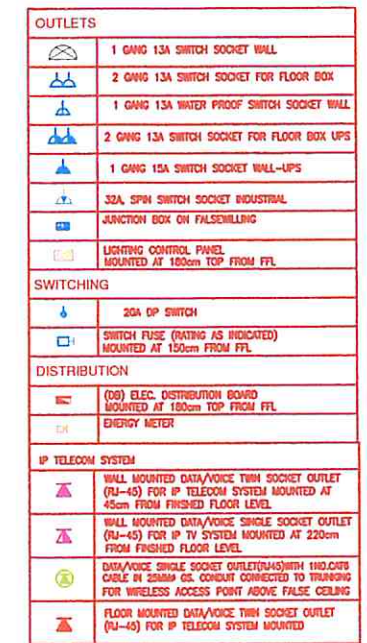 OUTLETS
1 GANG 13A SWITCH SOCKET WALL
2 GANG 13A SWITCH SOCKET FOR FLOOR BOX
1 GANG 13A WATER PROOF SWITCH SOCKET WALL
2 GANG 13A SWITCH SOCKET FOR FLOOR BOX UPS
1 GANG 15A SWITCH SOCKET WALL-UPS
32A, 5PIN SWITCH SOCKET INDUSTRIAL
JUNCTION BOX ON FALSEWILLING
LIGHTING CONTROL PANEL
MOUNTED AT 180cm TOP FROM FFL
SWITCHING
20A DP SWITCH
SWITCH FUSE (RATING AS INDICATED)
MOUNTED AT 150cm FROM FFL
DISTRIBUTION
(DB) ELEC. DISTRIBUTION BOARD
MOUNTED AT 180cm TOP FROM FFL
ENERGY METER
IP TELECOM SYSTEM
WALL MOUNTED DATA/VOICE TWIN SOCKET OUTLET
(RJ-45) FOR IP TELECOM SYSTEM MOUNTED AT
45cm FROM FINSHED FLOOR LEVEL
WALL MOUNTED DATA/VOICE SINGLE SOCKET OUTLET
(RJ-45) FOR IP TV SYSTEM MOUNTED AT 220cm
FROM FINSHED FLOOR LEVEL
DATA/VOICE SINGLE SOCKET OUTLET(RJ45)WITH 1NO.CAT6
CABLE IN 25MMø GS. CONDUIT CONNECTED TO TRUNKING
FOR WIRELESS ACCESS POINT ABOVE FALSE CEILING
FLOOR MOUNTED DATA/VOICE TWIN SOCKET OUTLET
(RJ-45) FOR IP TELECOM SYSTEM MOUNTED